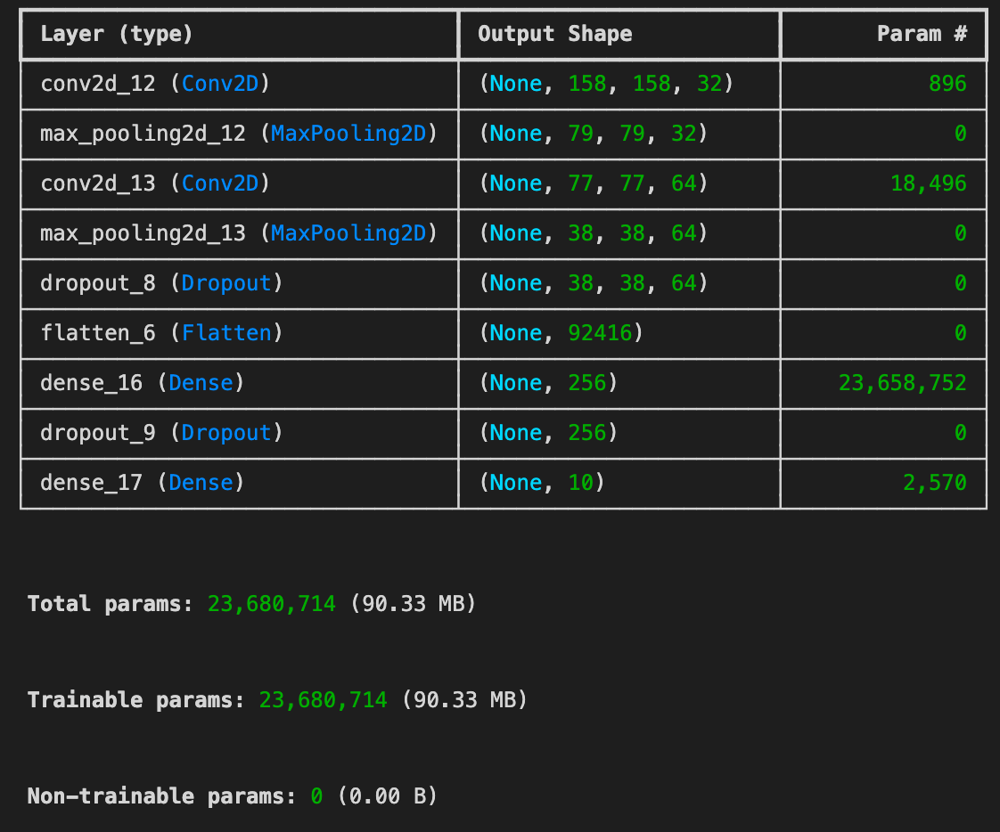 Layer (type) Output Shape Param #
conv2d_12 (Conv2D) (None, 158, 158, 32) 896
max_pooling2d_12 (MaxPooling2D) (None, 79, 79, 32) 0
conv2d_13 (Conv2D) (None, 77, 77, 64) 18,496
max_pooling2d_13 (MaxPooling2D) (None, 38, 38, 64) 0
dropout_8 (Dropout) (None, 38, 38, 64) 0
flatten_6 (Flatten) (None, 92416) 0
dense_16 (Dense) (None, 256) 23,658,752
dropout_9 (Dropout) (None, 256) 0
dense_17 (Dense) (None, 10) 2,570
Total params: 23,680,714 (90.33 MB)
Trainable params: 23,680,714 (90.33 MB)
Non-trainable params: 0 (0.00 B)